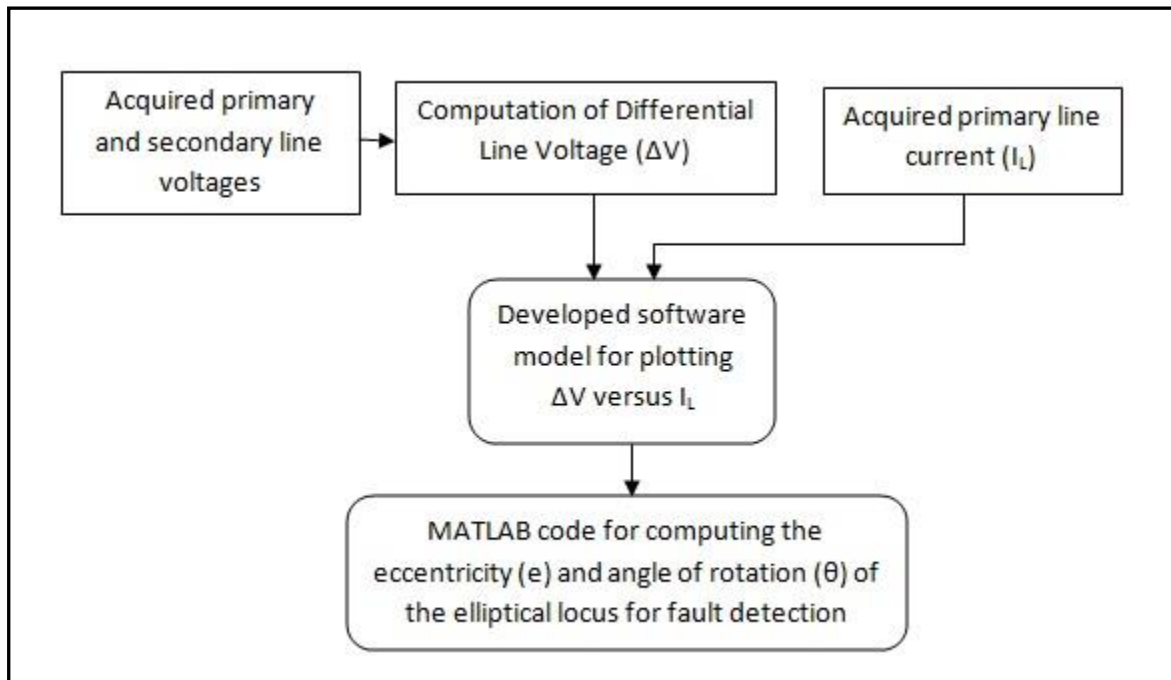 Acquired primary
and secondary line
voltages
Computation of Differential
Line Voltage (ΔV)
Acquired primary line
current (I_L)
Developed software
model for plotting
ΔV versus I_L
MATLAB code for computing the
eccentricity (e) and angle of rotation (θ) of
the elliptical locus for fault detection